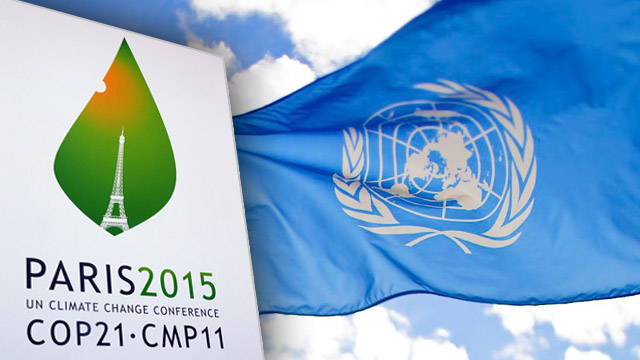 PARIS2015
UN CLIMATE CHANGE CONFERENCE
COP21·CMP11